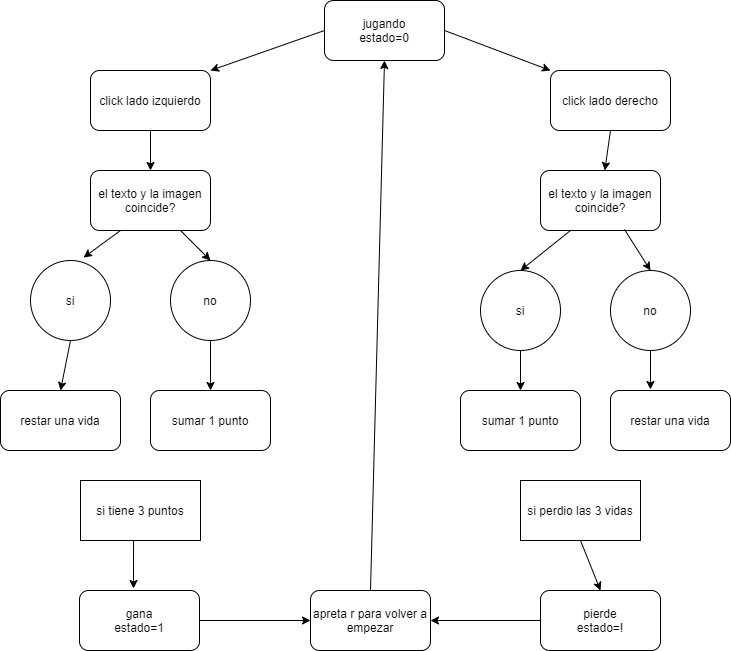 jugando
estado=0
click lado izquierdo
click lado derecho
el texto y la imagen
coincide?
el texto y la imagen
coincide?
si
no
si
no
restar una vida
sumar 1 punto
sumar 1 punto
restar una vida
si tiene 3 puntos
si perdio las 3 vidas
gana
estado=1
apreta r para volver a
empezar
pierde
estado=!